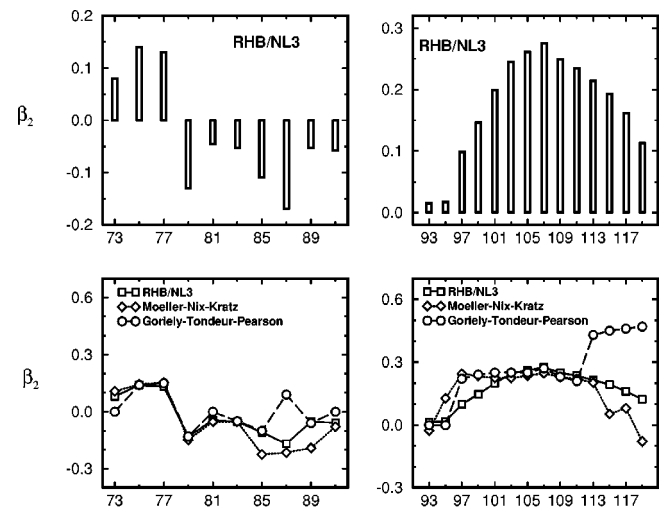 0.2
0.1
0.0
-0.1
-0.2
β2
RHB/NL3
73 77 81 85 89
0.3
0.2
0.1
0.0
RHB/NL3
93 97 101 105 109 113 117
0.6
0.3
0.0
-0.3
β2
RHB/NL3
Moeller-Nix-Kratz
Goriely-Tondeur-Pearson
73 77 81 85 89
0.6
0.3
0.0
-0.3
RHB/NL3
Moeller-Nix-Kratz
Goriely-Tondeur-Pearson
93 97 101 105 109 113 117